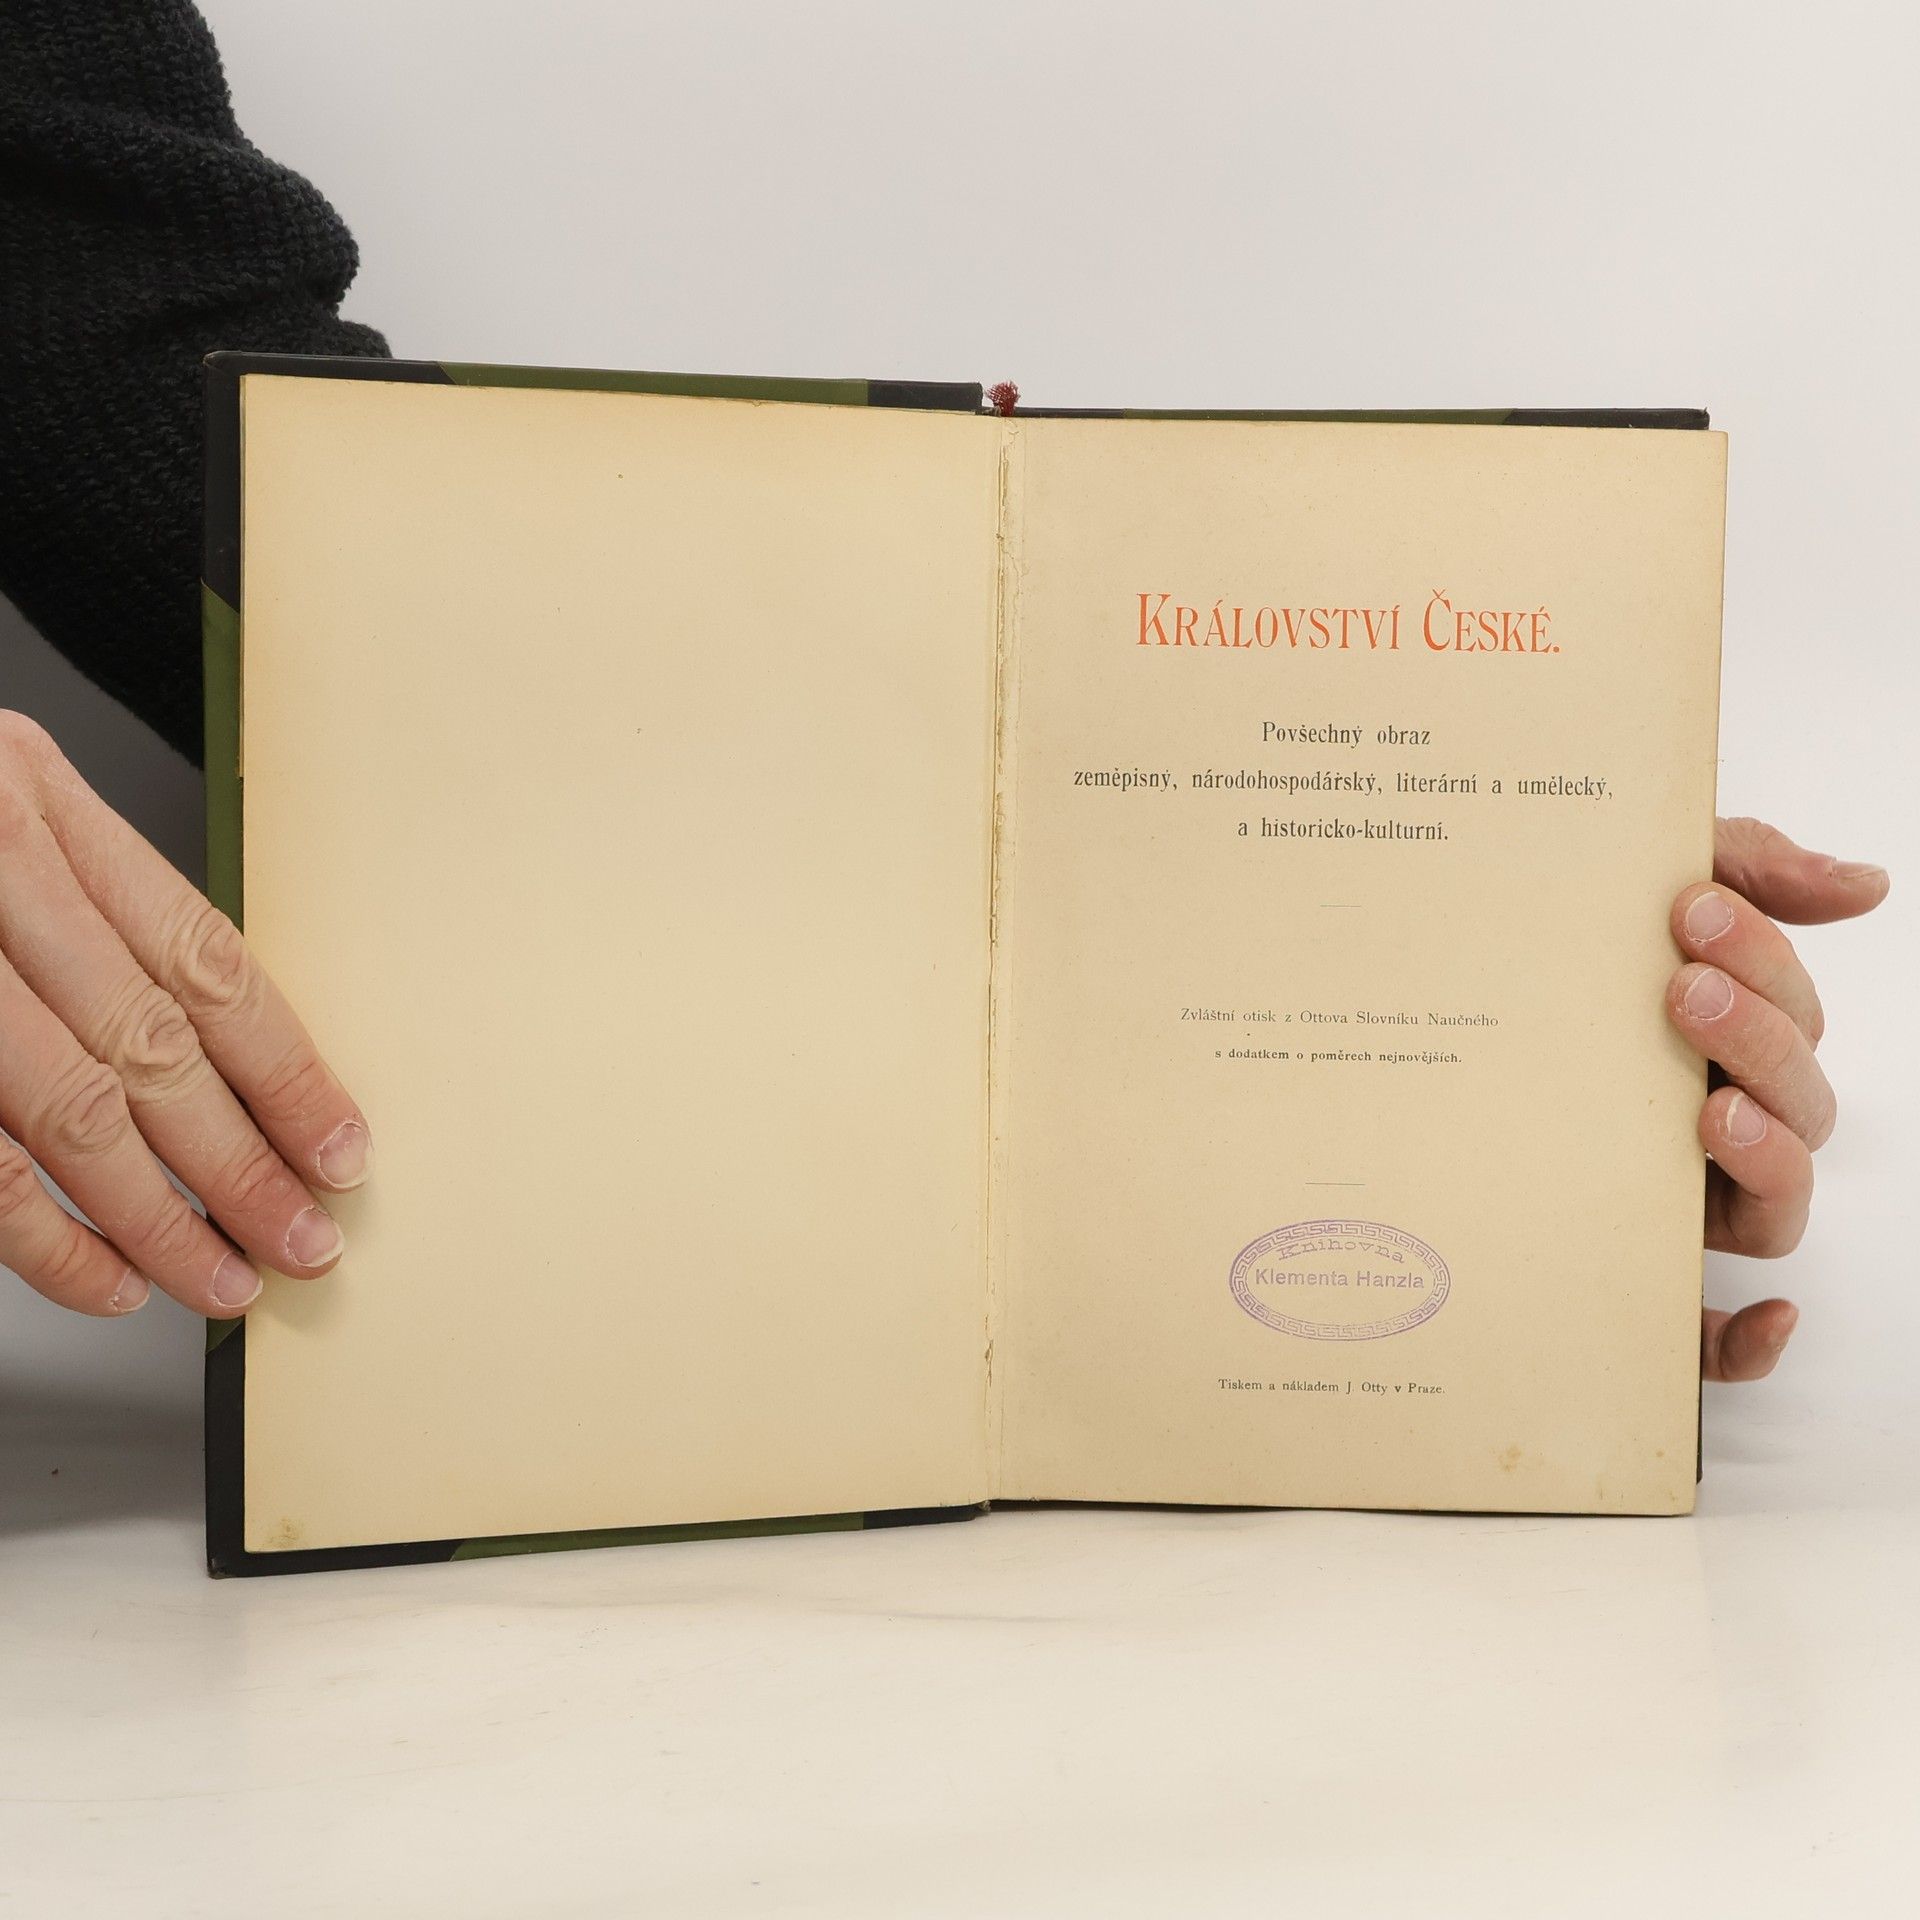 Království České.
Povšechný obraz
zeměpisný, národohospodářský, literární a umělecký,
a historicko-kulturní.
Zvláštní otisk z Ottova Slovníku Naučného
s dodatkem o poměrech nejnovějších.
Knihovna
Klementa Hanzla
Tiskem a nákladem J. Otty v Praze.